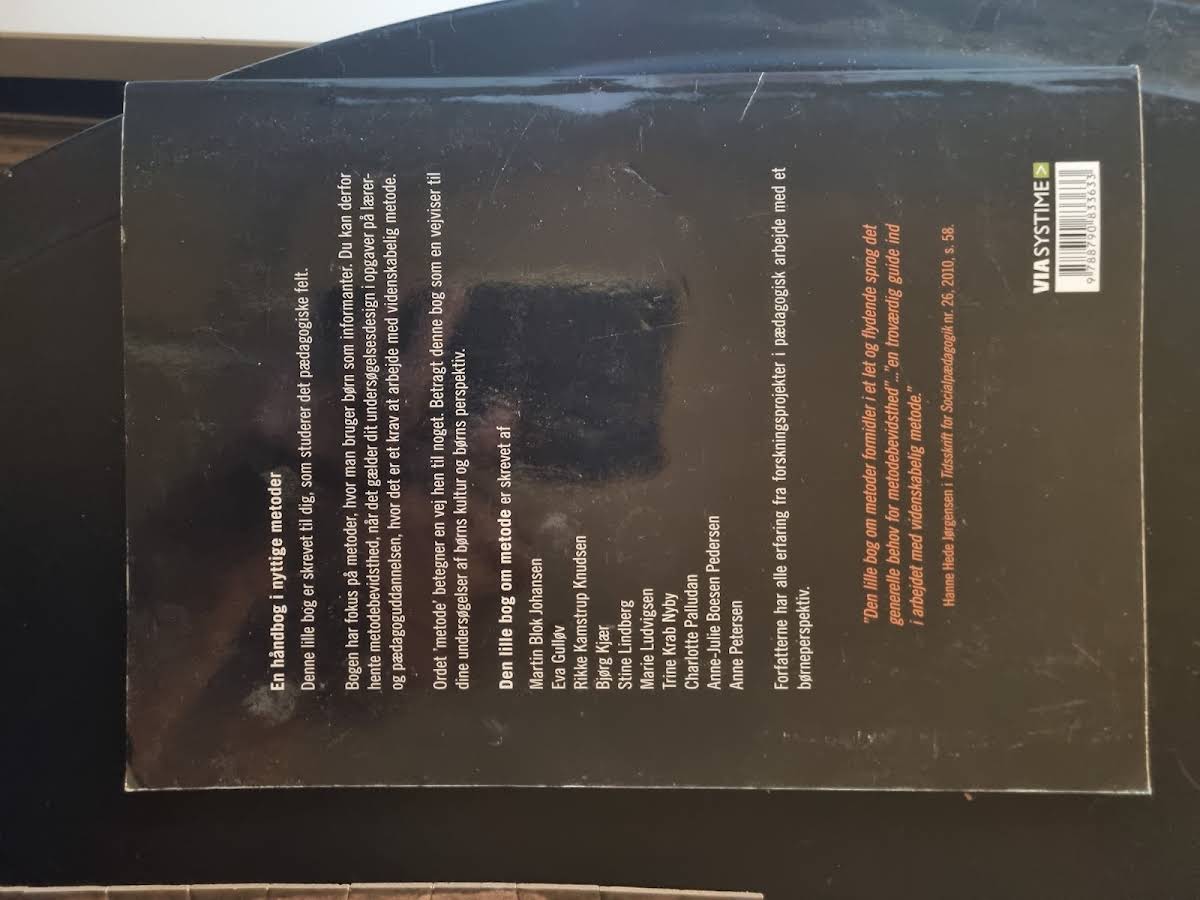 En håndbog i nyttige metoder
Denne lille bog er skrevet til dig, som studerer det pædagogiske felt.
Bogen har fokus på metoder, hvor man bruger børn som informanter. Du kan derfor
hente metodebevidsthed, når det gælder dit undersøgelsesdesign i opgaver på lærer-
og pædagoguddannelsen, hvor det er et krav at arbejde med videnskabelig metode.
Ordet 'metode' betegner en vej hen til noget. Betragt denne bog som en vejviser til
dine undersøgelser af børns kultur og børns perspektiv.
Den lille bog om metode er skrevet af
Martin Blok Johansen
Eva Gulløv
Rikke Kamstrup Knudsen
Bjørg Kjær
Stine Lindberg
Marie Ludvigsen
Trine Krab Nyby
Charlotte Palludan
Anne-Julie Boesen Pedersen
Anne Petersen
Forfatterne har alle erfaring fra forskningsprojekter i pædagogisk arbejde med et
børneperspektiv.
"Den lille bog om metoder formidler i et let og flydende sprog det
generelle behov for metodebevidsthed"..."en troværdig guide ind
i arbejdet med videnskabelig metode."
Hanne Hede Jørgensen i Tidsskrift for Socialpædagogik nr. 26, 2010, s. 58.
VIA SYSTIME >
9 788790 833633